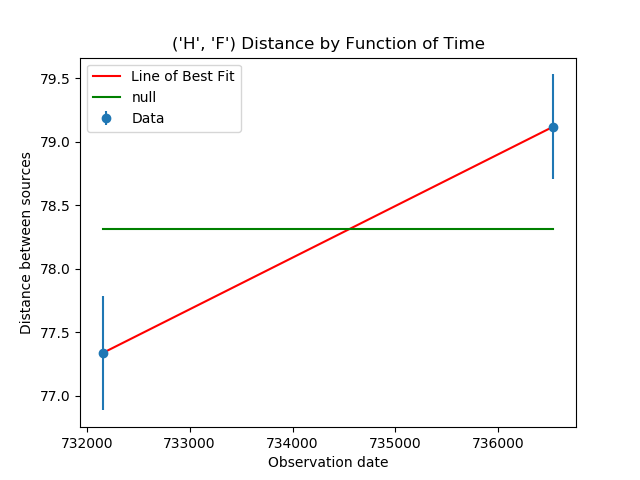 ('H', 'F') Distance by Function of Time
Line of Best Fit
null
Data
79.5
79.0
78.5
78.0
77.5
77.0
Distance between sources
732000 733000 734000 735000 736000
Observation date